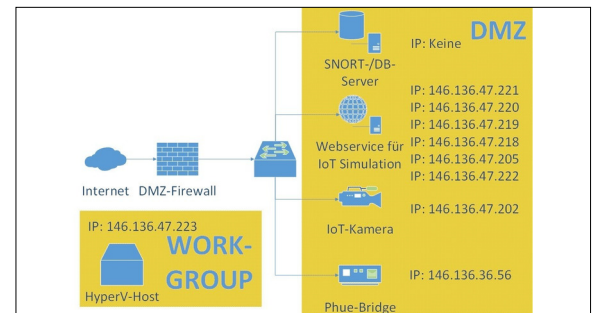 DMZ
IP: Keine
SNORT-/DB-
Server
IP: 146.136.47.221
IP: 146.136.47.220
IP: 146.136.47.219
IP: 146.136.47.218
IP: 146.136.47.205
IP: 146.136.47.222
Webservice für
IoT Simulation
Internet
DMZ-Firewall
IP: 146.136.47.202
IoT-Kamera
IP: 146.136.47.223
WORK-
GROUP
HyperV-Host
IP: 146.136.36.56
Phue-Bridge